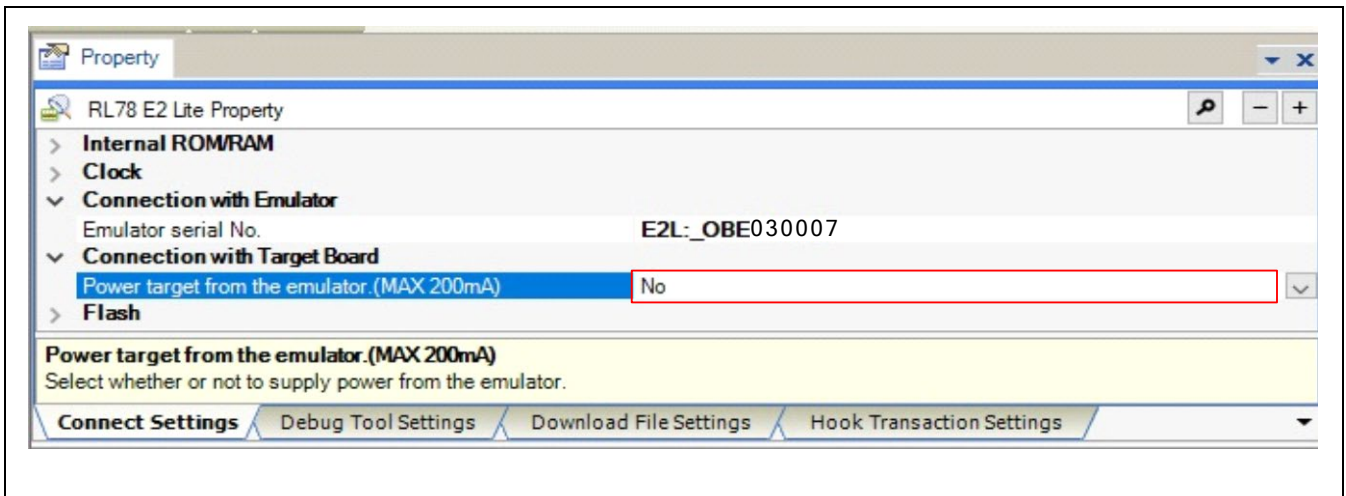 Property
RL78 E2 Lite Property
Internal ROM/RAM
Clock
Connection with Emulator
Emulator serial No. E2L:_OBE030007
Connection with Target Board
Power target from the emulator.(MAX 200mA) No
Flash
Power target from the emulator.(MAX 200mA)
Select whether or not to supply power from the emulator.
Connect Settings Debug Tool Settings Download File Settings Hook Transaction Settings